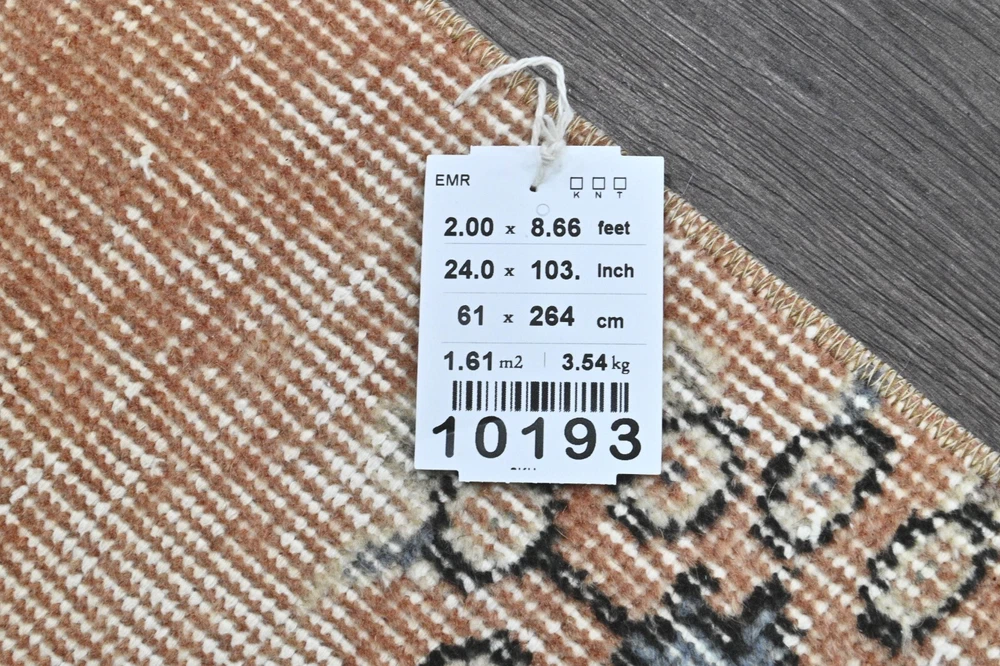 EMR
K N T
2.00 x 8.66 feet
24.0 x 103. Inch
61 x 264 cm
1.61 m2 | 3.54 kg
10193